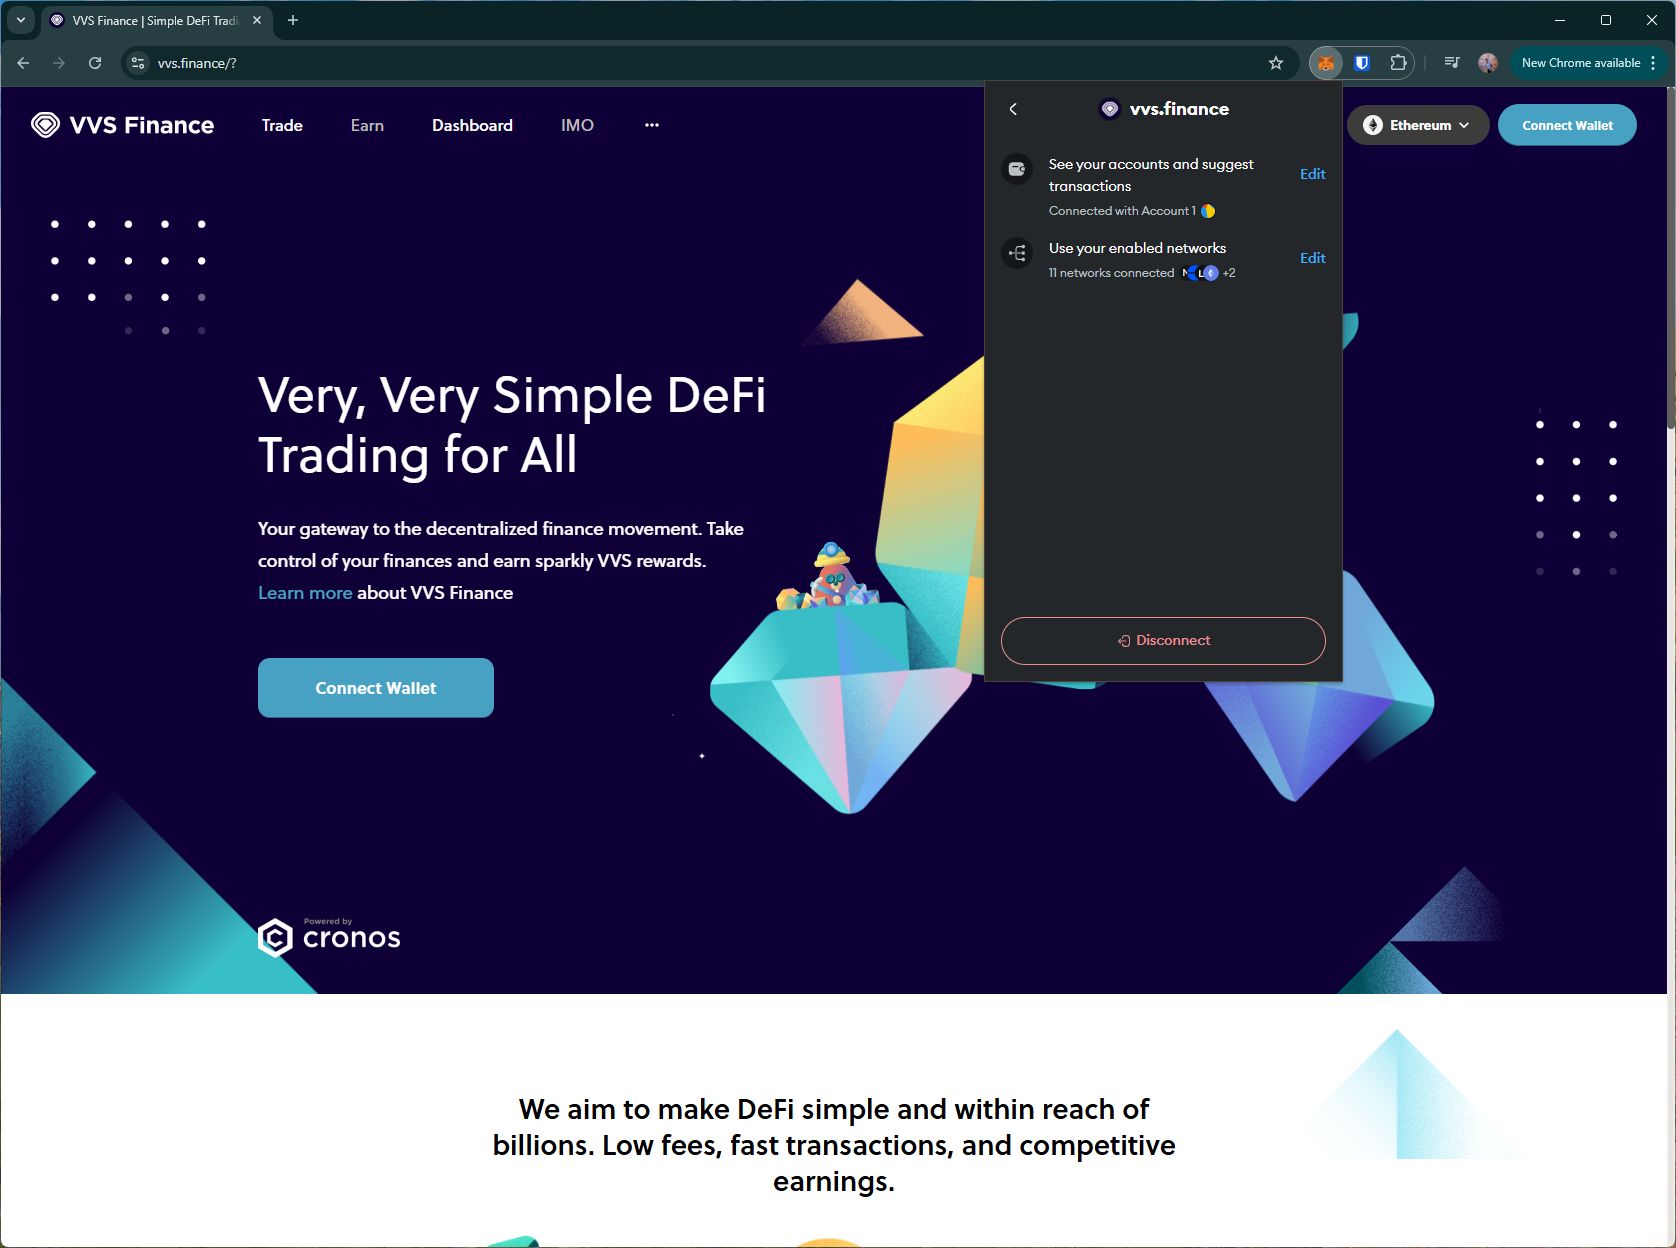 VVS Finance | Simple DeFi Tradi
vvs.finance/?
New Chrome available
VVS Finance
Trade
Earn
Dashboard
IMO
Ethereum
Connect Wallet
vvs.finance
See your accounts and suggest
transactions
Edit
Connected with Account 1
Use your enabled networks
Edit
11 networks connected
+2
Disconnect
Very, Very Simple DeFi
Trading for All
Your gateway to the decentralized finance movement. Take
control of your finances and earn sparkly VVS rewards.
Learn more about VVS Finance
Connect Wallet
Powered by
cronos
We aim to make DeFi simple and within reach of
billions. Low fees, fast transactions, and competitive
earnings.